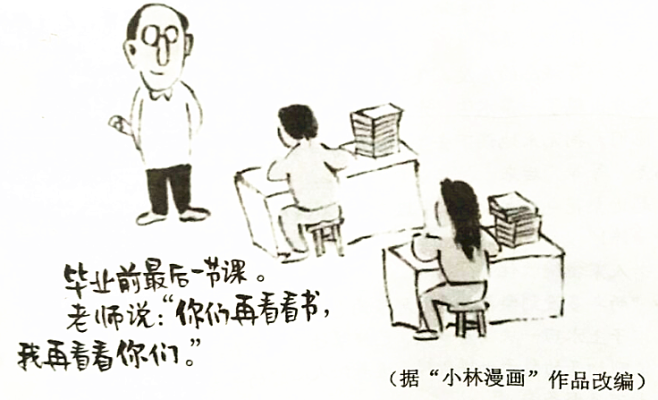 毕业前最后一节课。
老师说:“你们再看看书,
我再看看你们。”
(据“小林漫画”作品改编)